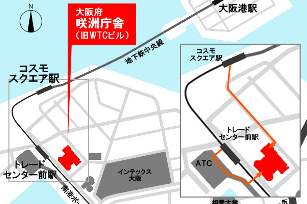 N
大阪府
咲洲庁舎
(旧WTCビル)
大阪港駅
地下鉄中央線
コスモ
スクエア駅
トレード
センター前駅
インテックス
大阪
コスモ
スクエア駅
トレード
センター前駅
ATC